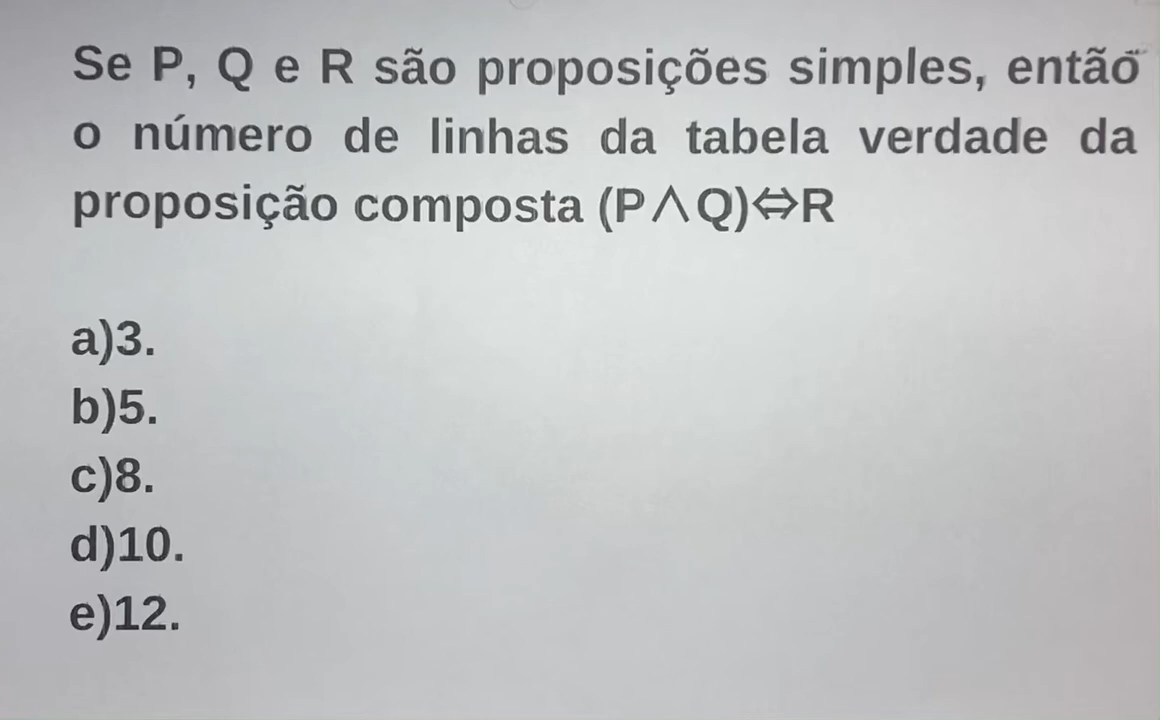 Se P, Q e R são proposições simples, então
o número de linhas da tabela verdade da
proposição composta (P∧Q)⇔R
a)3.
b)5.
c)8.
d)10.
e)12.